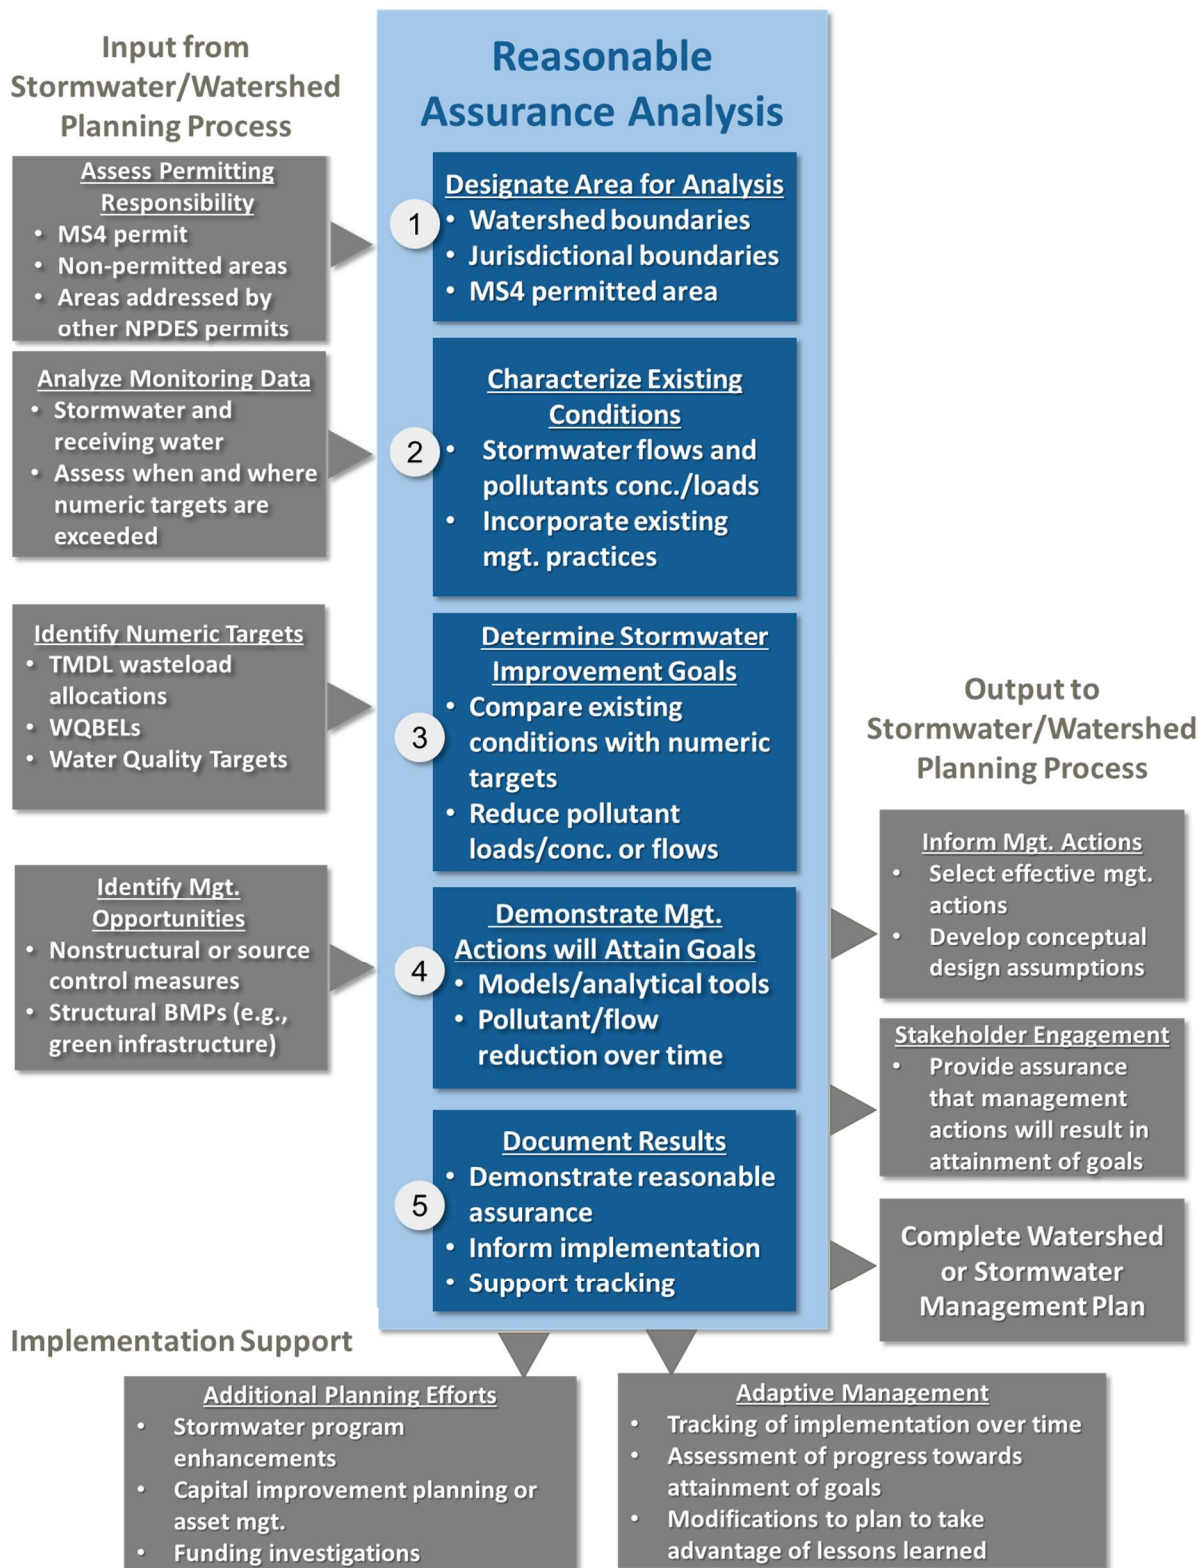 Input from
Stormwater/Watershed
Planning Process
Assess Permitting
Responsibility
• MS4 permit
• Non-permitted areas
• Areas addressed by
other NPDES permits
Analyze Monitoring Data
• Stormwater and
receiving water
• Assess when and where
numeric targets are
exceeded
Identify Numeric Targets
• TMDL wasteload
allocations
• WQBELs
• Water Quality Targets
Identify Mgt.
Opportunities
• Nonstructural or source
control measures
• Structural BMPs (e.g.,
green infrastructure)
Reasonable
Assurance Analysis
1
Designate Area for Analysis
• Watershed boundaries
• Jurisdictional boundaries
• MS4 permitted area
2
Characterize Existing
Conditions
• Stormwater flows and
pollutants conc./loads
• Incorporate existing
mgt. practices
3
Determine Stormwater
Improvement Goals
• Compare existing
conditions with numeric
targets
• Reduce pollutant
loads/conc. or flows
4
Demonstrate Mgt.
Actions will Attain Goals
• Models/analytical tools
• Pollutant/flow
reduction over time
5
Document Results
• Demonstrate reasonable
assurance
• Inform implementation
• Support tracking
Output to
Stormwater/Watershed
Planning Process
Inform Mgt. Actions
• Select effective mgt.
actions
• Develop conceptual
design assumptions
Stakeholder Engagement
• Provide assurance
that management
actions will result in
attainment of goals
Complete Watershed
or Stormwater
Management Plan
Implementation Support
Additional Planning Efforts
• Stormwater program
enhancements
• Capital improvement planning or
asset mgt.
• Funding investigations
Adaptive Management
• Tracking of implementation over time
• Assessment of progress towards
attainment of goals
• Modifications to plan to take
advantage of lessons learned